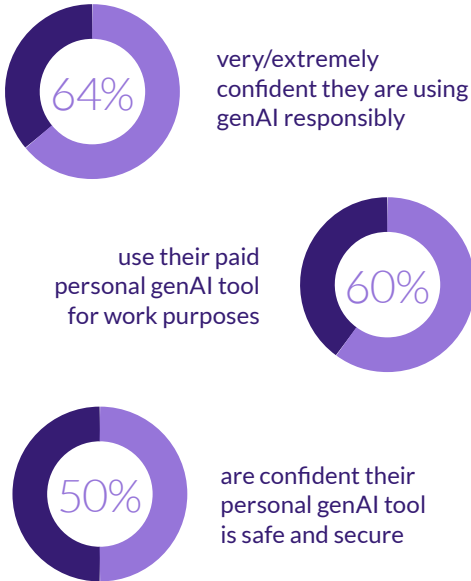 64%
very/extremely
confident they are using
genAI responsibly
use their paid
personal genAI tool
for work purposes
60%
50%
are confident their
personal genAI tool
is safe and secure